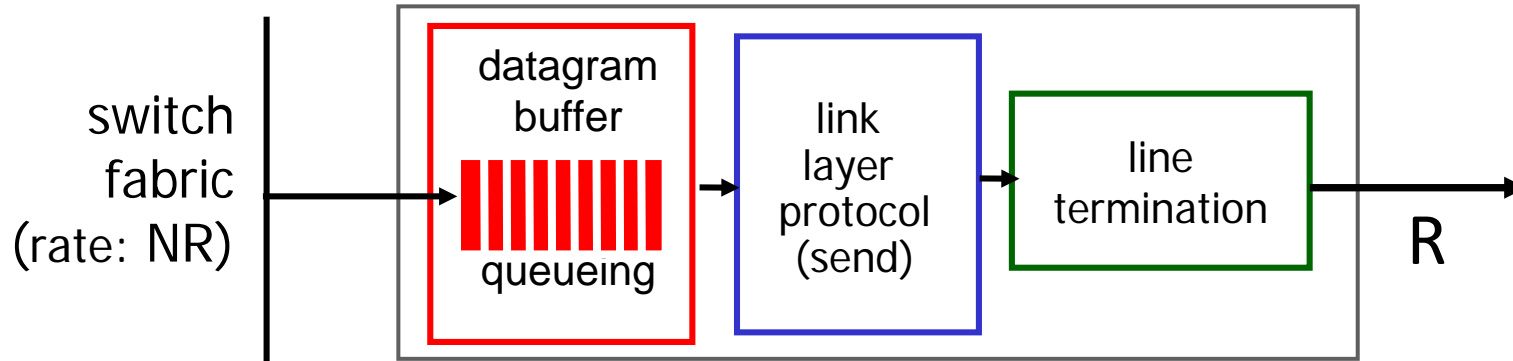 switch
fabric
(rate: NR)
datagram
buffer
queueing
link
layer
protocol
(send)
line
termination
R